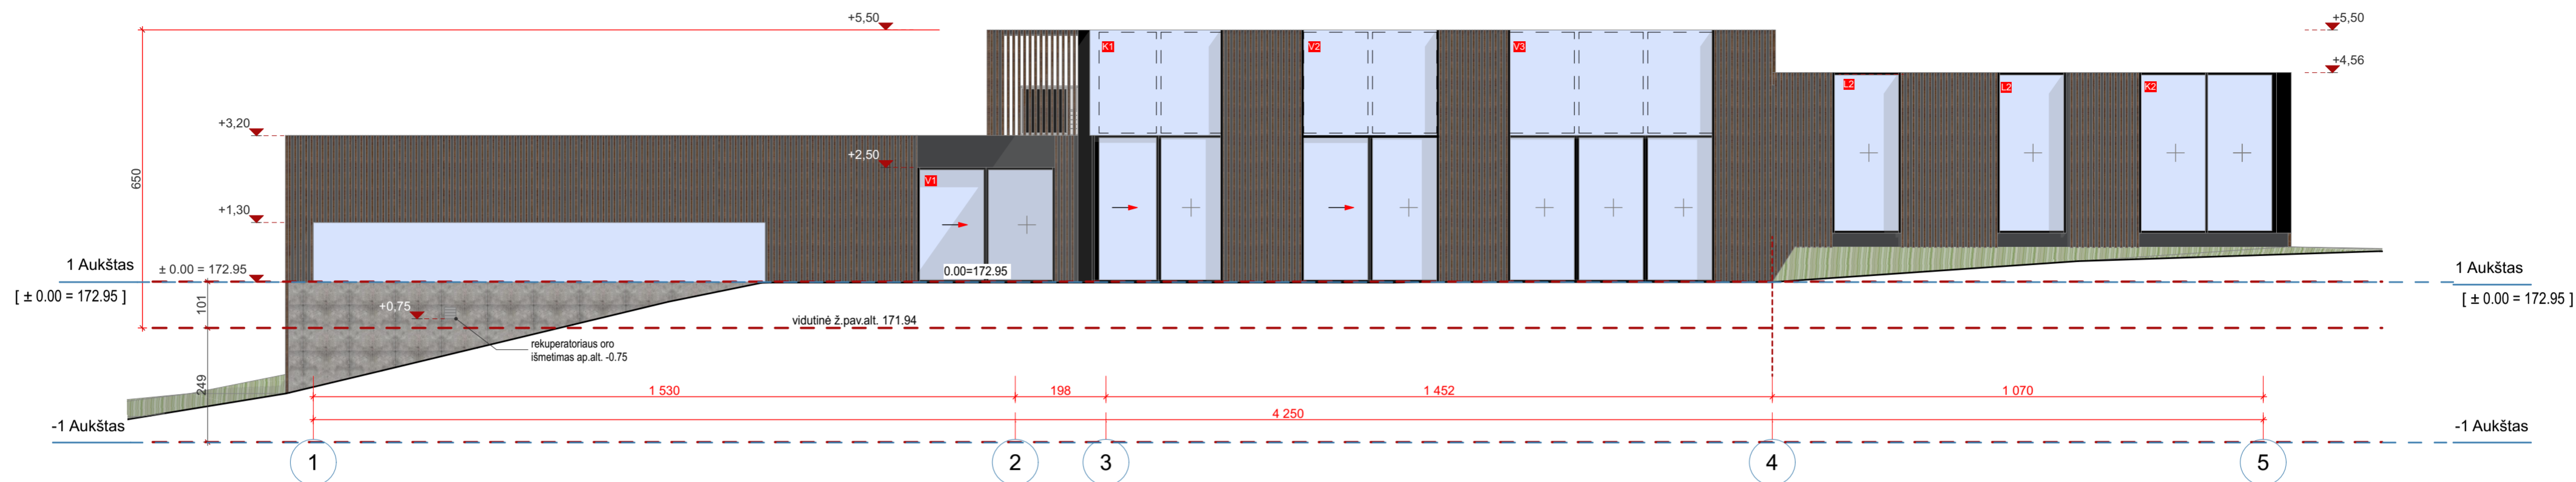 +5,50
+5,50
K1
V2
V3
+4,56
L2
L2
K2
+3,20
+2,50
650
V1
+1,30
1 Aukštas
± 0.00 = 172.95
0.00=172.95
1 Aukštas
[ ± 0.00 = 172.95 ]
[ ± 0.00 = 172.95 ]
101
+0,75
vidutinė ž.pav.alt. 171.94
rekuperatoriaus oro
išmetimas ap.alt. -0.75
249
1 530
198
1 452
1 070
4 250
-1 Aukštas
-1 Aukštas
1
2
3
4
5